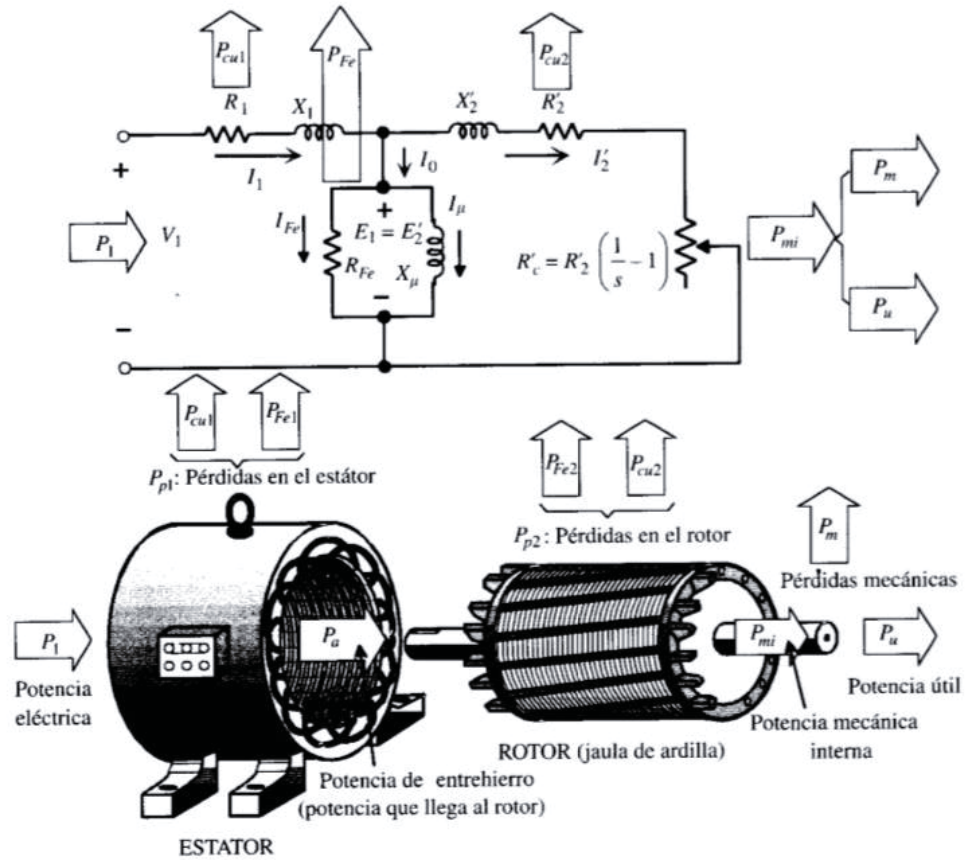 P_cu1
P_Fe
P_cu2
R_1
X_1
X'_2
R'_2
I_1
I_0
I'_2
+
P_1
V_1
I_Fe
+
E_1 = E'_2
I_μ
R_Fe
X_μ
−
R'_c = R'_2 (1/s − 1)
P_mi
P_m
P_u
−
P_cu1
P_Fe1
P_p1: Pérdidas en el estátor
P_Fe2
P_cu2
P_p2: Pérdidas en el rotor
P_m
Pérdidas mecánicas
P_1
Potencia
eléctrica
P_a
P_mi
P_u
Potencia útil
Potencia mecánica
interna
ROTOR (jaula de ardilla)
Potencia de entrehierro
(potencia que llega al rotor)
ESTATOR